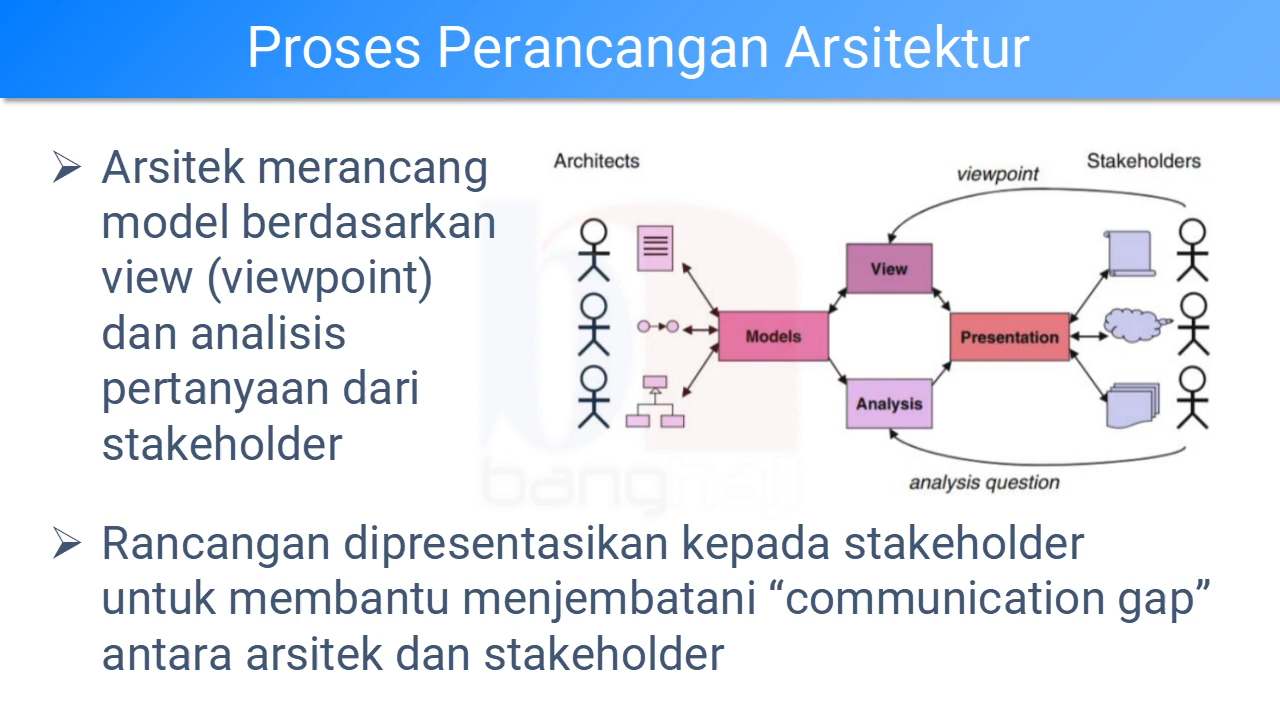 Proses Perancangan Arsitektur
➢ Arsitek merancang
model berdasarkan
view (viewpoint)
dan analisis
pertanyaan dari
stakeholder
Architects
Stakeholders
viewpoint
View
Models
Presentation
Analysis
analysis question
banghaji
➢ Rancangan dipresentasikan kepada stakeholder
untuk membantu menjembatani “communication gap”
antara arsitek dan stakeholder